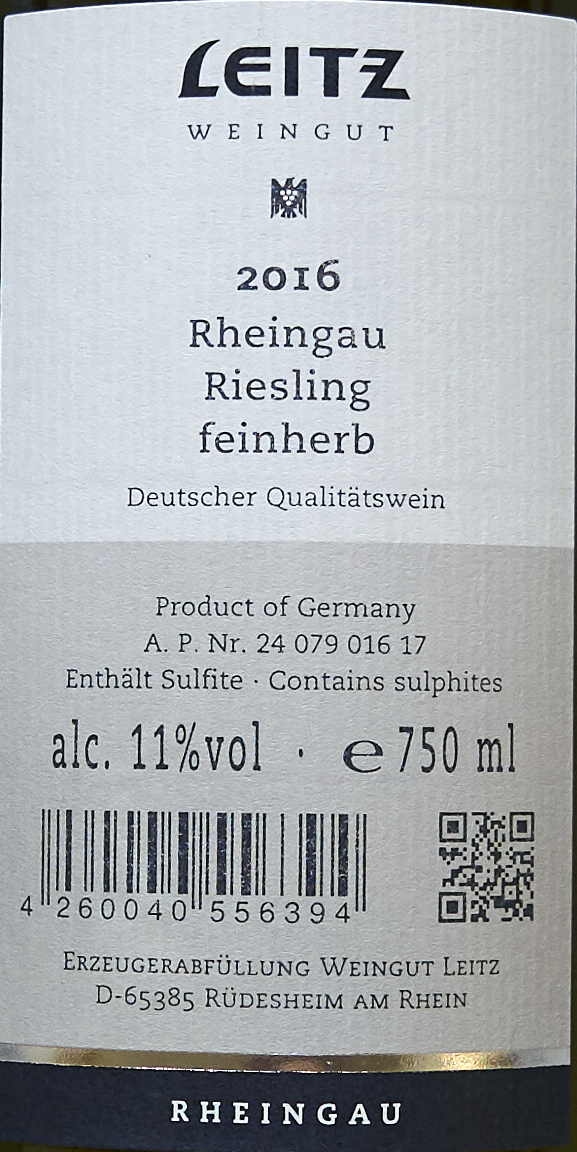 LEITZ
WEINGUT
2016
Rheingau
Riesling
feinherb
Deutscher Qualitätswein
Product of Germany
A. P. Nr. 24 079 016 17
Enthält Sulfite · Contains sulphites
alc. 11%vol · ℮ 750 ml
4 260040 556394
ERZEUGERABFÜLLUNG WEINGUT LEITZ
D-65385 RÜDESHEIM AM RHEIN
RHEINGAU